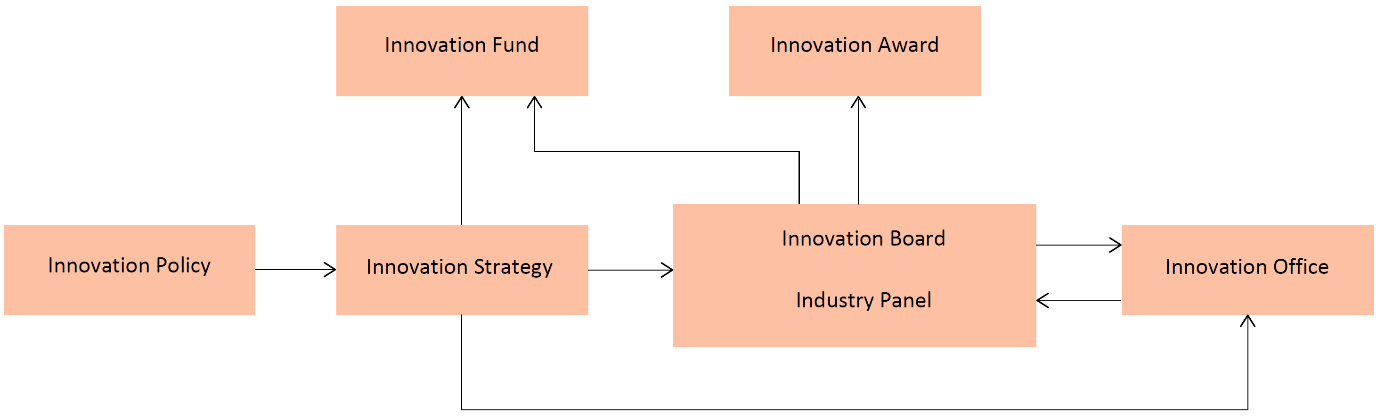 Innovation Fund
Innovation Award
Innovation Policy
Innovation Strategy
Innovation Board
Industry Panel
Innovation Office